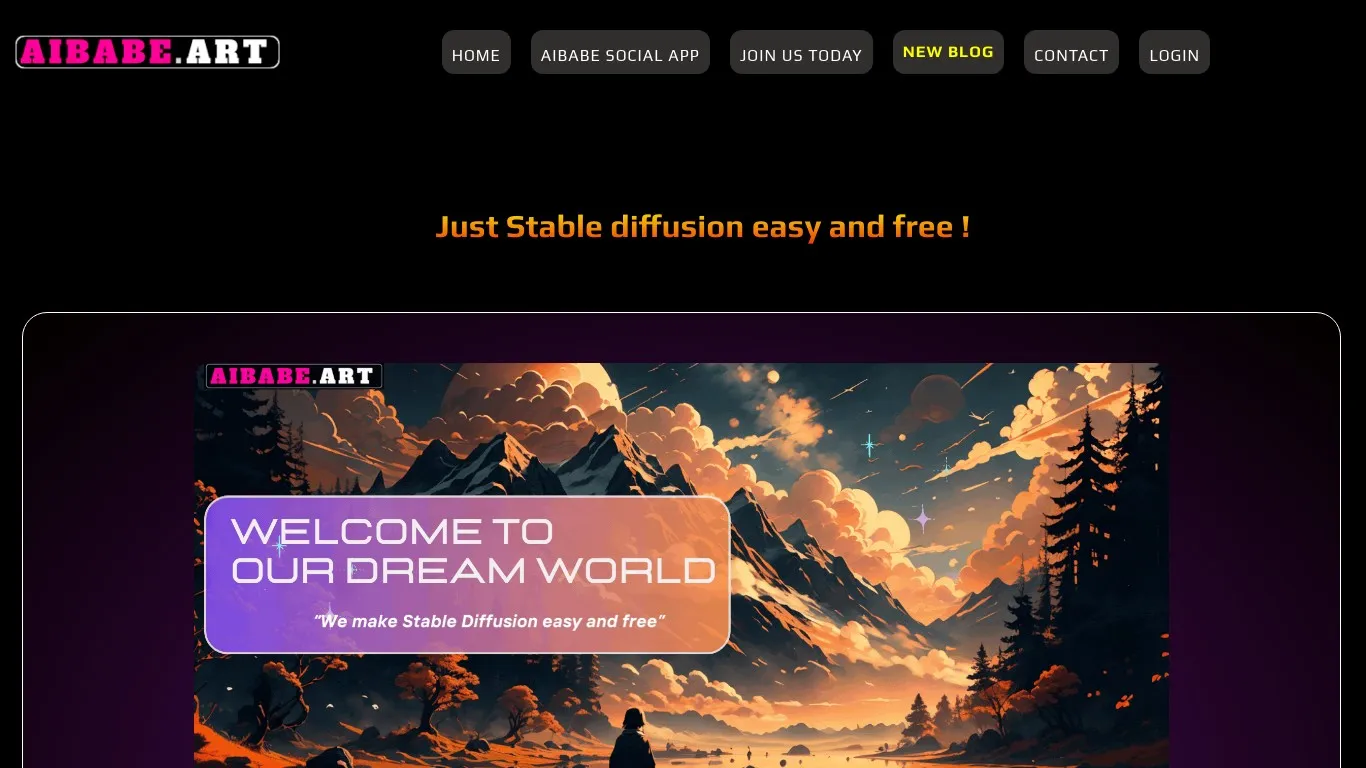 AIBABE.ART
HOME
AIBABE SOCIAL APP
JOIN US TODAY
NEW BLOG
CONTACT
LOGIN
Just Stable diffusion easy and free !
AIBABE.ART
WELCOME TO
OUR DREAM WORLD
“We make Stable Diffusion easy and free”